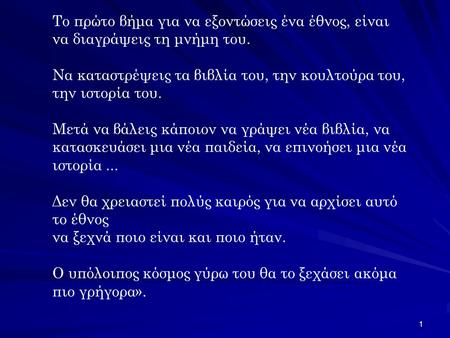 Το πρώτο βήμα για να εξοντώσεις ένα έθνος, είναι
να διαγράψεις τη μνήμη του.
Να καταστρέψεις τα βιβλία του, την κουλτούρα του,
την ιστορία του.
Μετά να βάλεις κάποιον να γράψει νέα βιβλία, να
κατασκευάσει μια νέα παιδεία, να επινοήσει μια νέα
ιστορία ...
Δεν θα χρειαστεί πολύς καιρός για να αρχίσει αυτό
το έθνος
να ξεχνά ποιο είναι και ποιο ήταν.
Ο υπόλοιπος κόσμος γύρω του θα το ξεχάσει ακόμα
πιο γρήγορα».
1